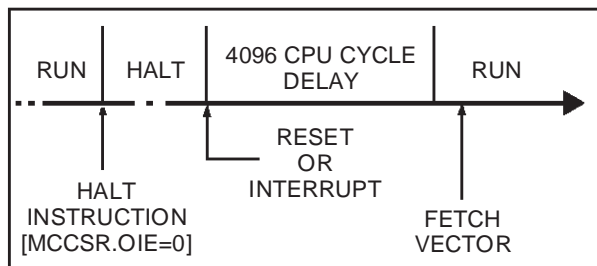 RUN
HALT
4096 CPU CYCLE
DELAY
RUN
HALT
INSTRUCTION
[MCCSR.OIE=0]
RESET
OR
INTERRUPT
FETCH
VECTOR